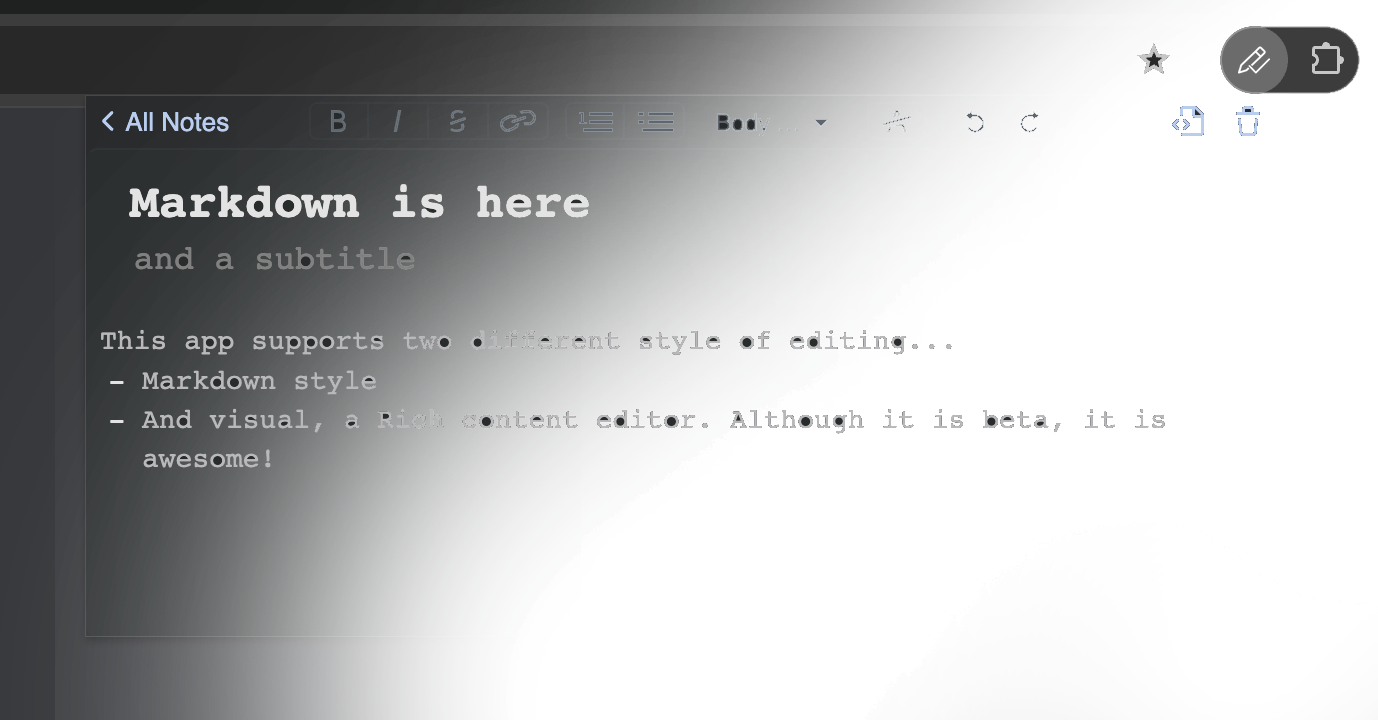 All Notes
B I S Body
Markdown is here
and a subtitle
This app supports two different style of editing...
- Markdown style
- And visual, a Rich content editor. Although it is beta, it is
awesome!